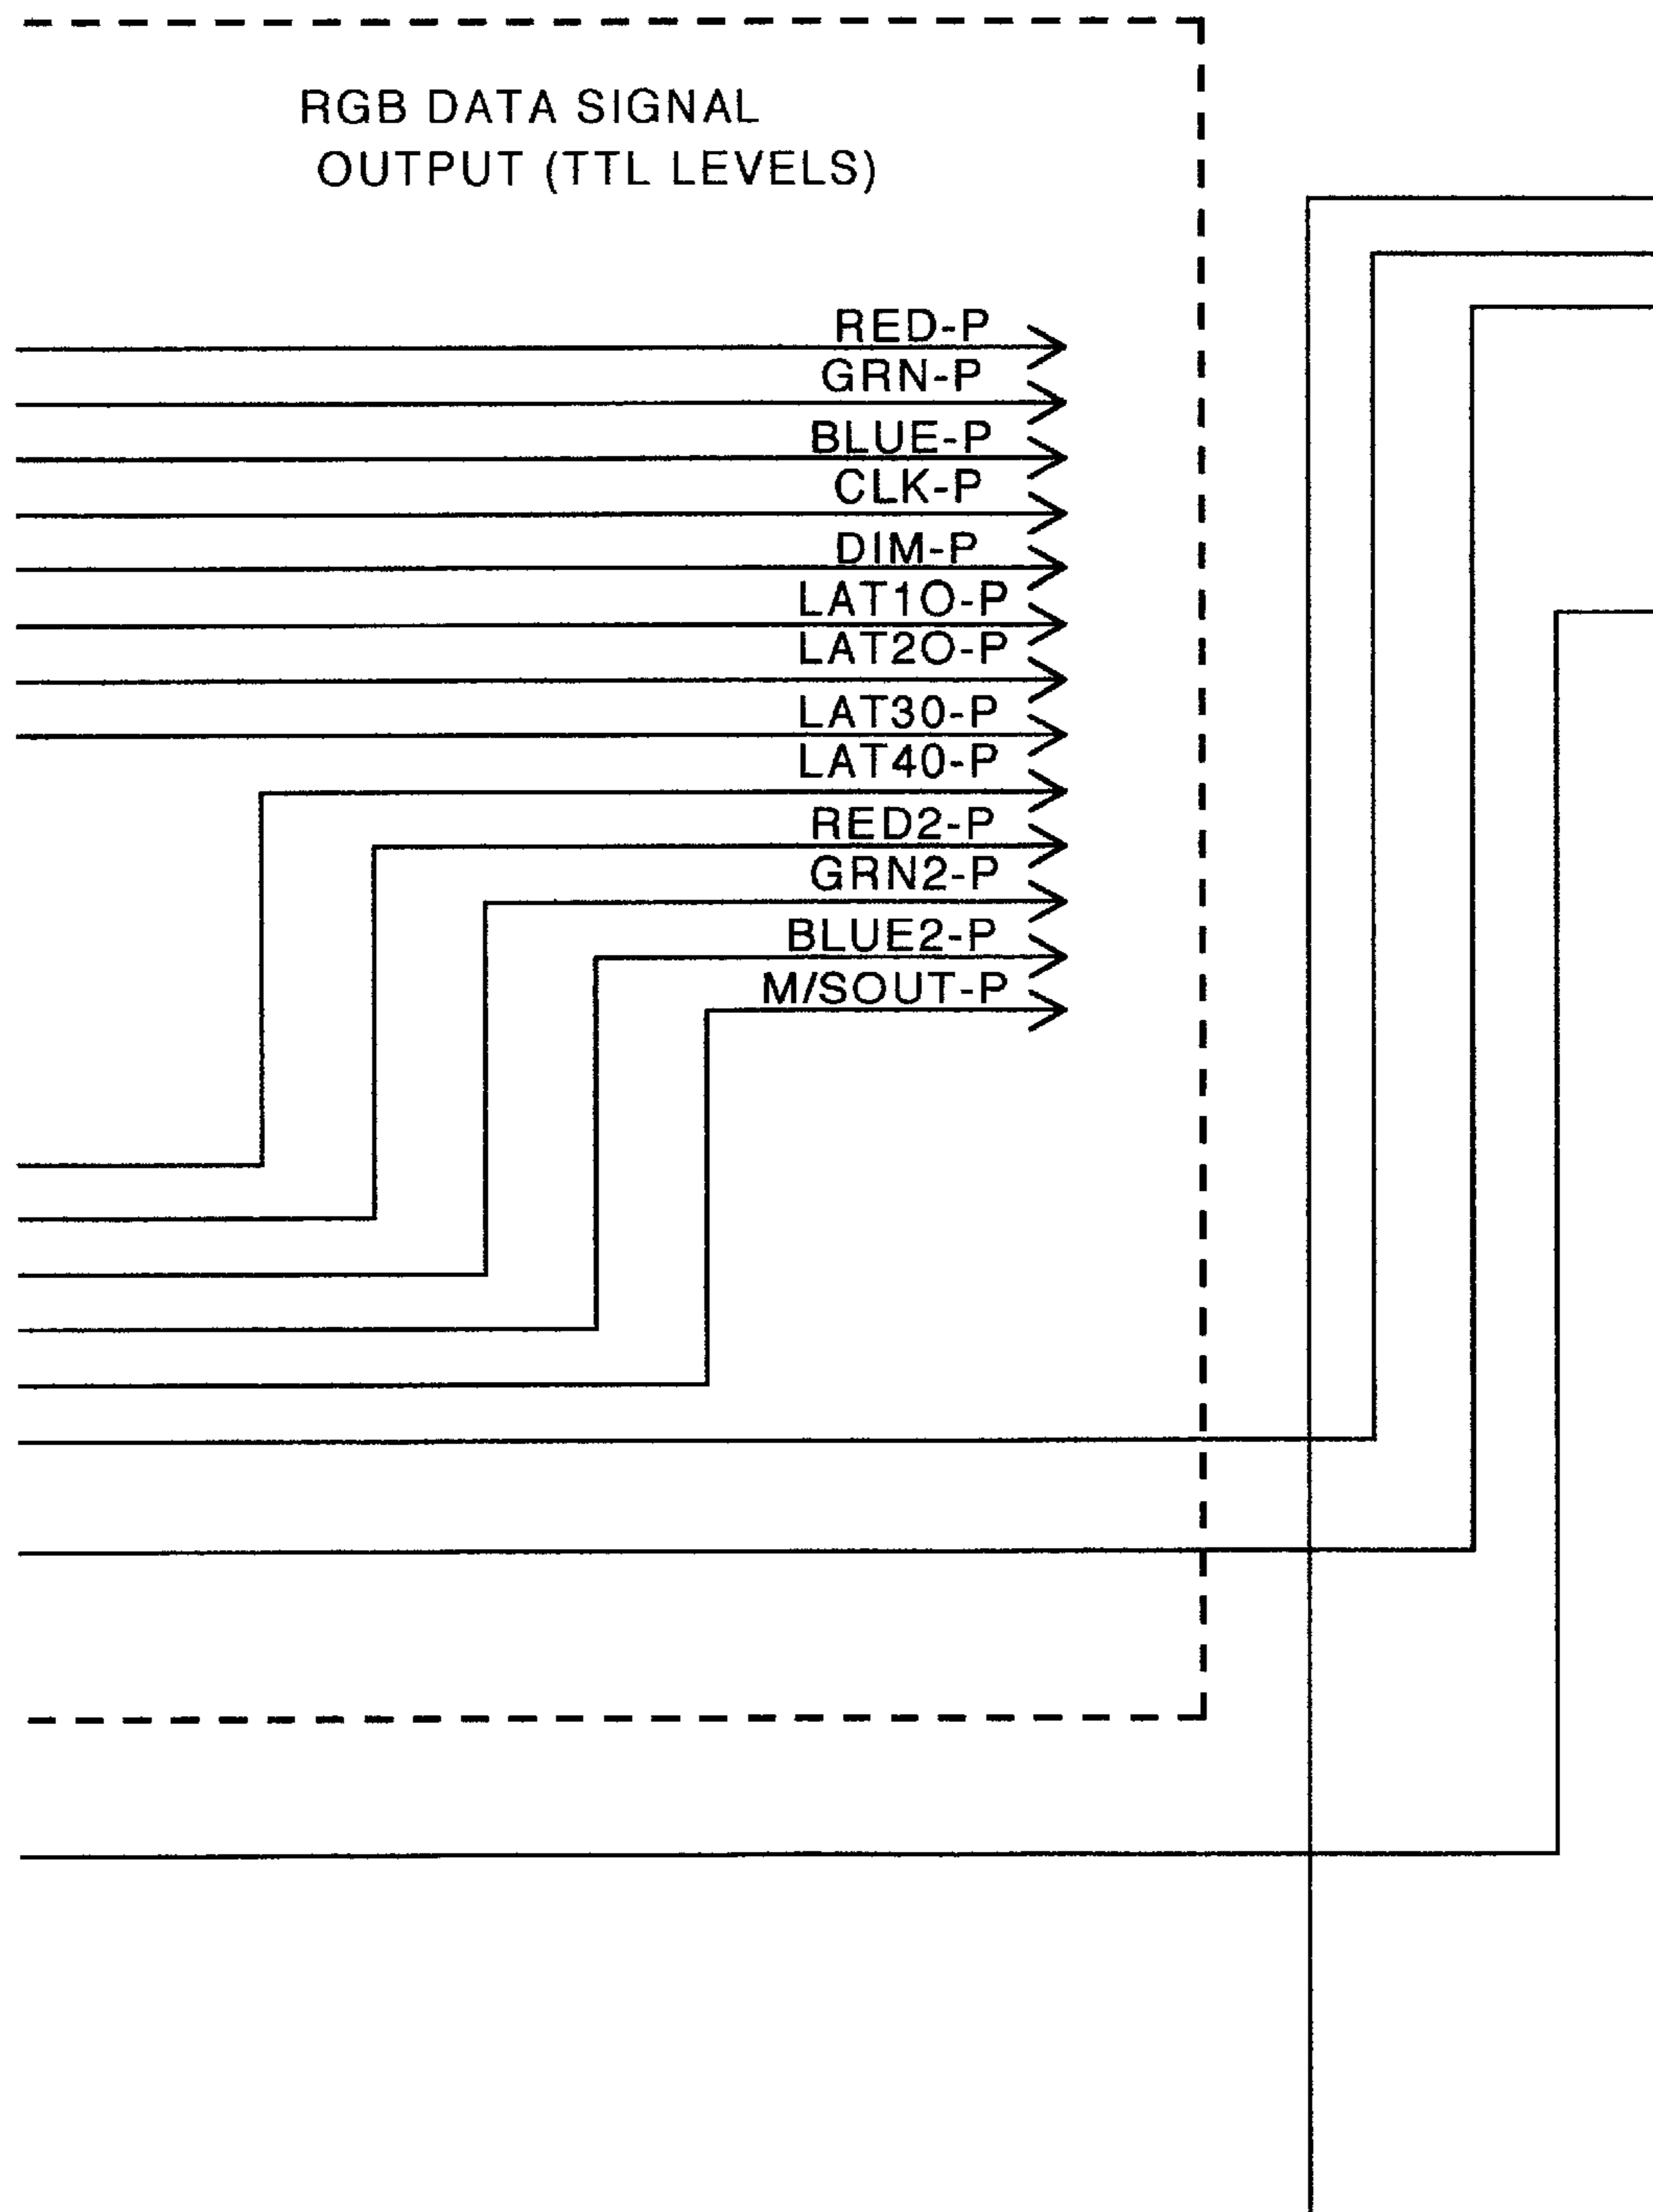 RGB DATA SIGNAL
OUTPUT (TTL LEVELS)
RED-P
GRN-P
BLUE-P
CLK-P
DIM-P
LAT1O-P
LAT2O-P
LAT30-P
LAT40-P
RED2-P
GRN2-P
BLUE2-P
M/SOUT-P